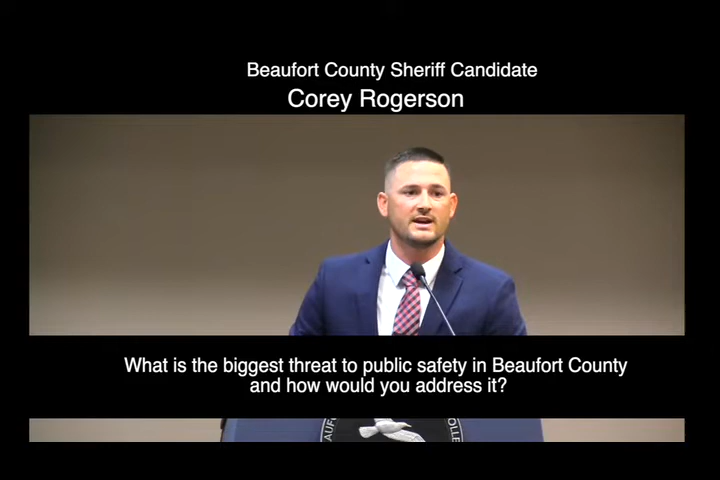 Beaufort County Sheriff Candidate
Corey Rogerson
What is the biggest threat to public safety in Beaufort County
and how would you address it?